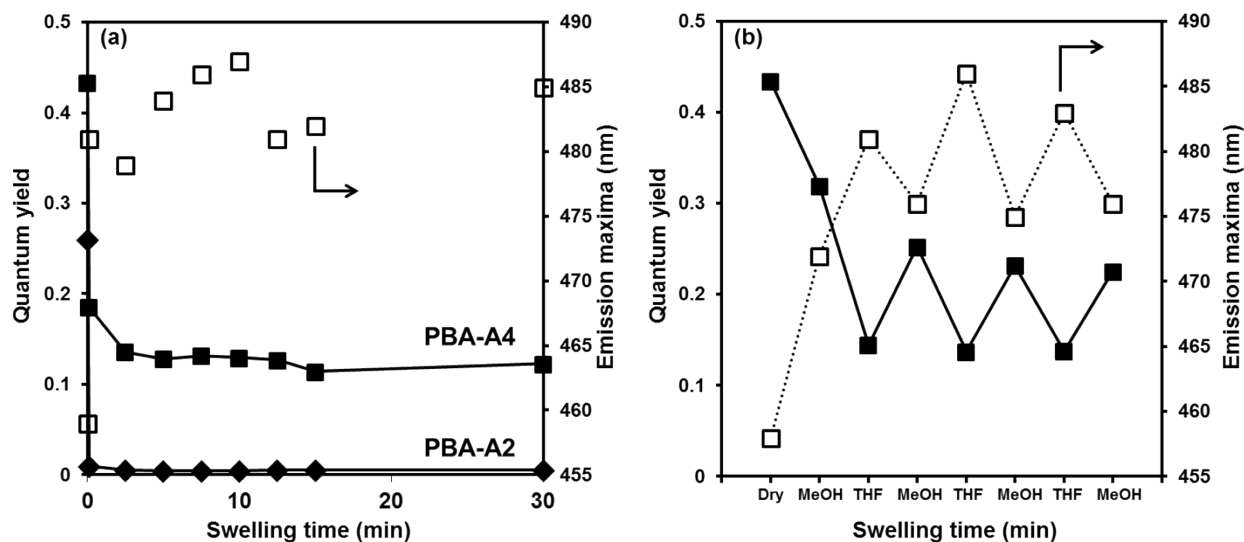 (a)
Quantum yield
0.5
0.4
0.3
0.2
0.1
0
490
485
480
475
470
465
460
455
Emission maxima (nm)
PBA-A4
PBA-A2
0
10
20
30
Swelling time (min)
(b)
Quantum yield
0.5
0.4
0.3
0.2
0.1
0
490
485
480
475
470
465
460
455
Emission maxima (nm)
Dry MeOH THF MeOH THF MeOH THF MeOH
Swelling time (min)